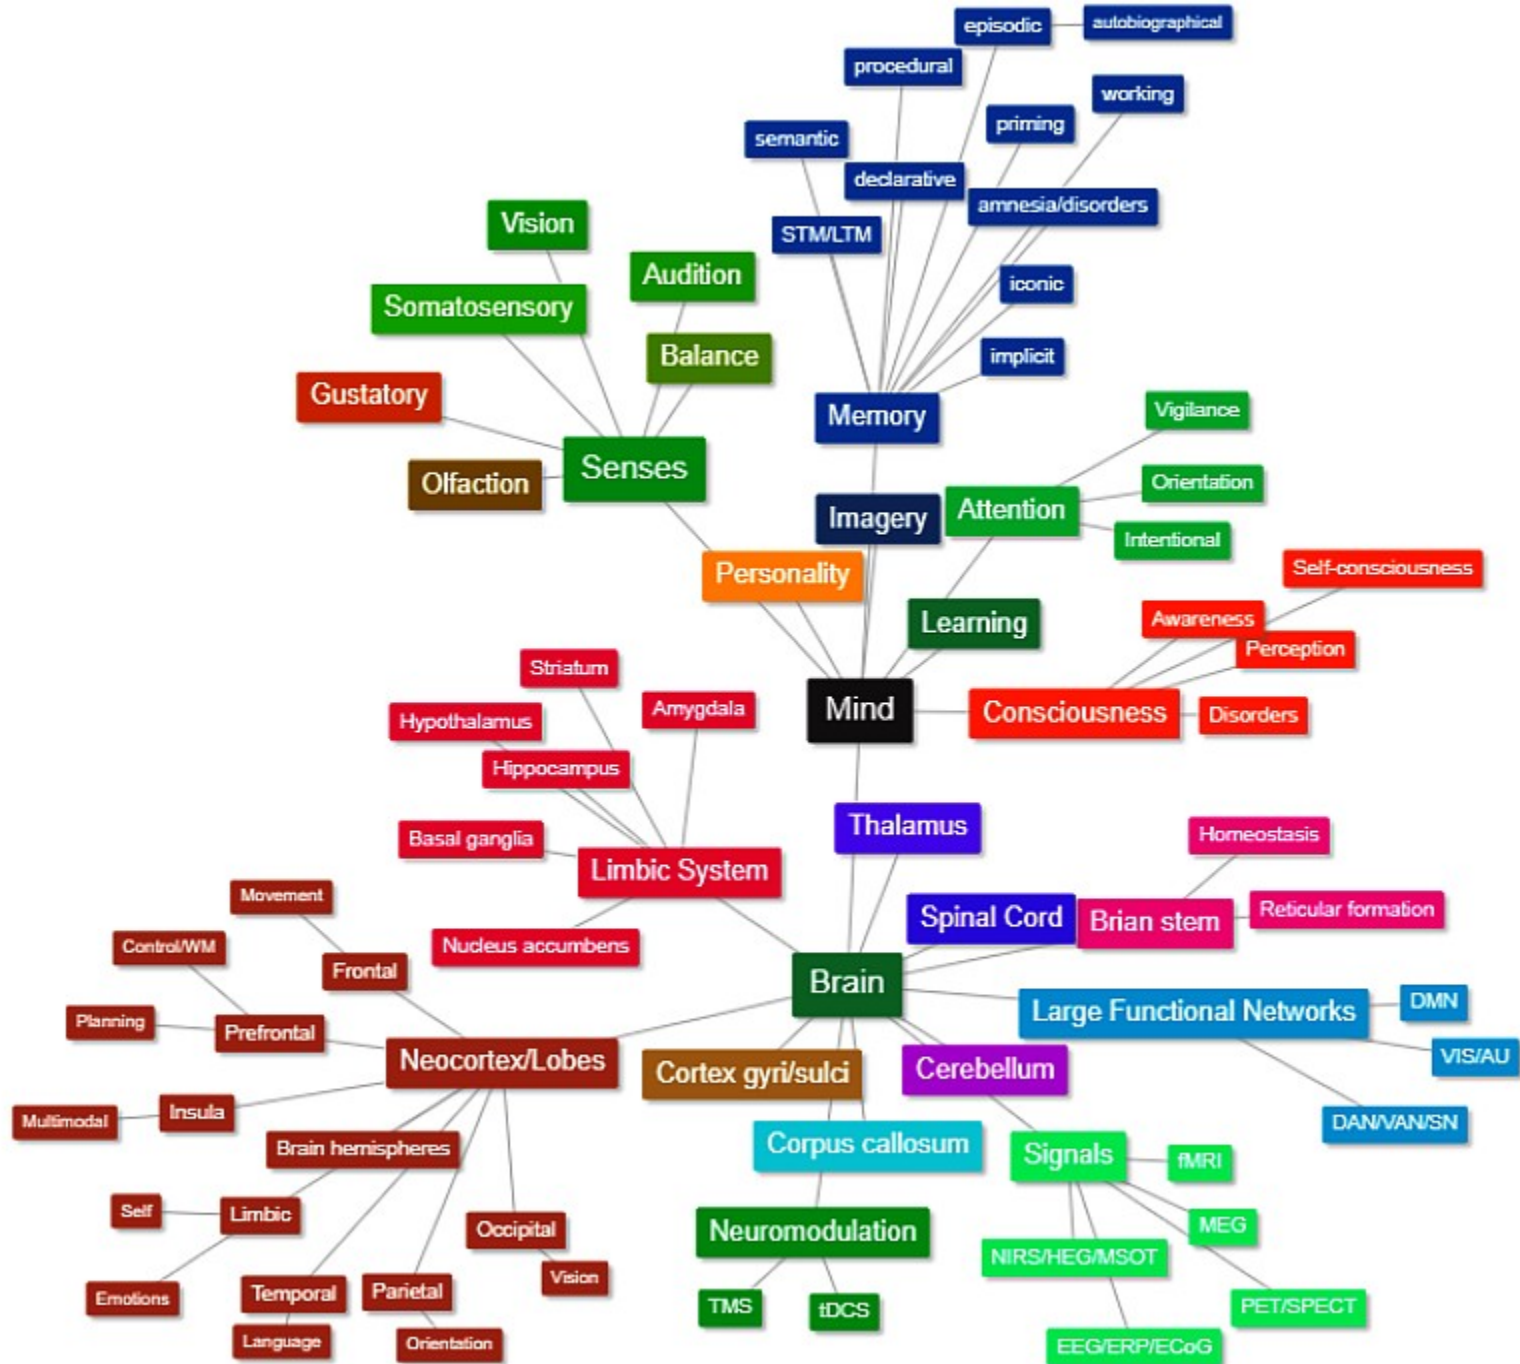 episodic
autobiographical
procedural
working
priming
semantic
declarative
amnesia/disorders
STM/LTM
iconic
implicit
Memory
Vision
Audition
Somatosensory
Balance
Gustatory
Senses
Olfaction
Vigilance
Orientation
Attention
Intentional
Imagery
Personality
Learning
Self-consciousness
Awareness
Perception
Mind
Consciousness
Disorders
Striatum
Amygdala
Hypothalamus
Hippocampus
Basal ganglia
Limbic System
Nucleus accumbens
Thalamus
Homeostasis
Spinal Cord
Brian stem
Reticular formation
Brain
Large Functional Networks
DMN
VIS/AU
DAN/VAN/SN
Movement
Control/WM
Frontal
Planning
Prefrontal
Neocortex/Lobes
Multimodal
Insula
Brain hemispheres
Self
Limbic
Emotions
Occipital
Vision
Temporal
Language
Parietal
Orientation
Cortex gyri/sulci
Cerebellum
Corpus callosum
Neuromodulation
TMS
tDCS
Signals
fMRI
MEG
NIRS/HEG/MSOT
PET/SPECT
EEG/ERP/ECoG